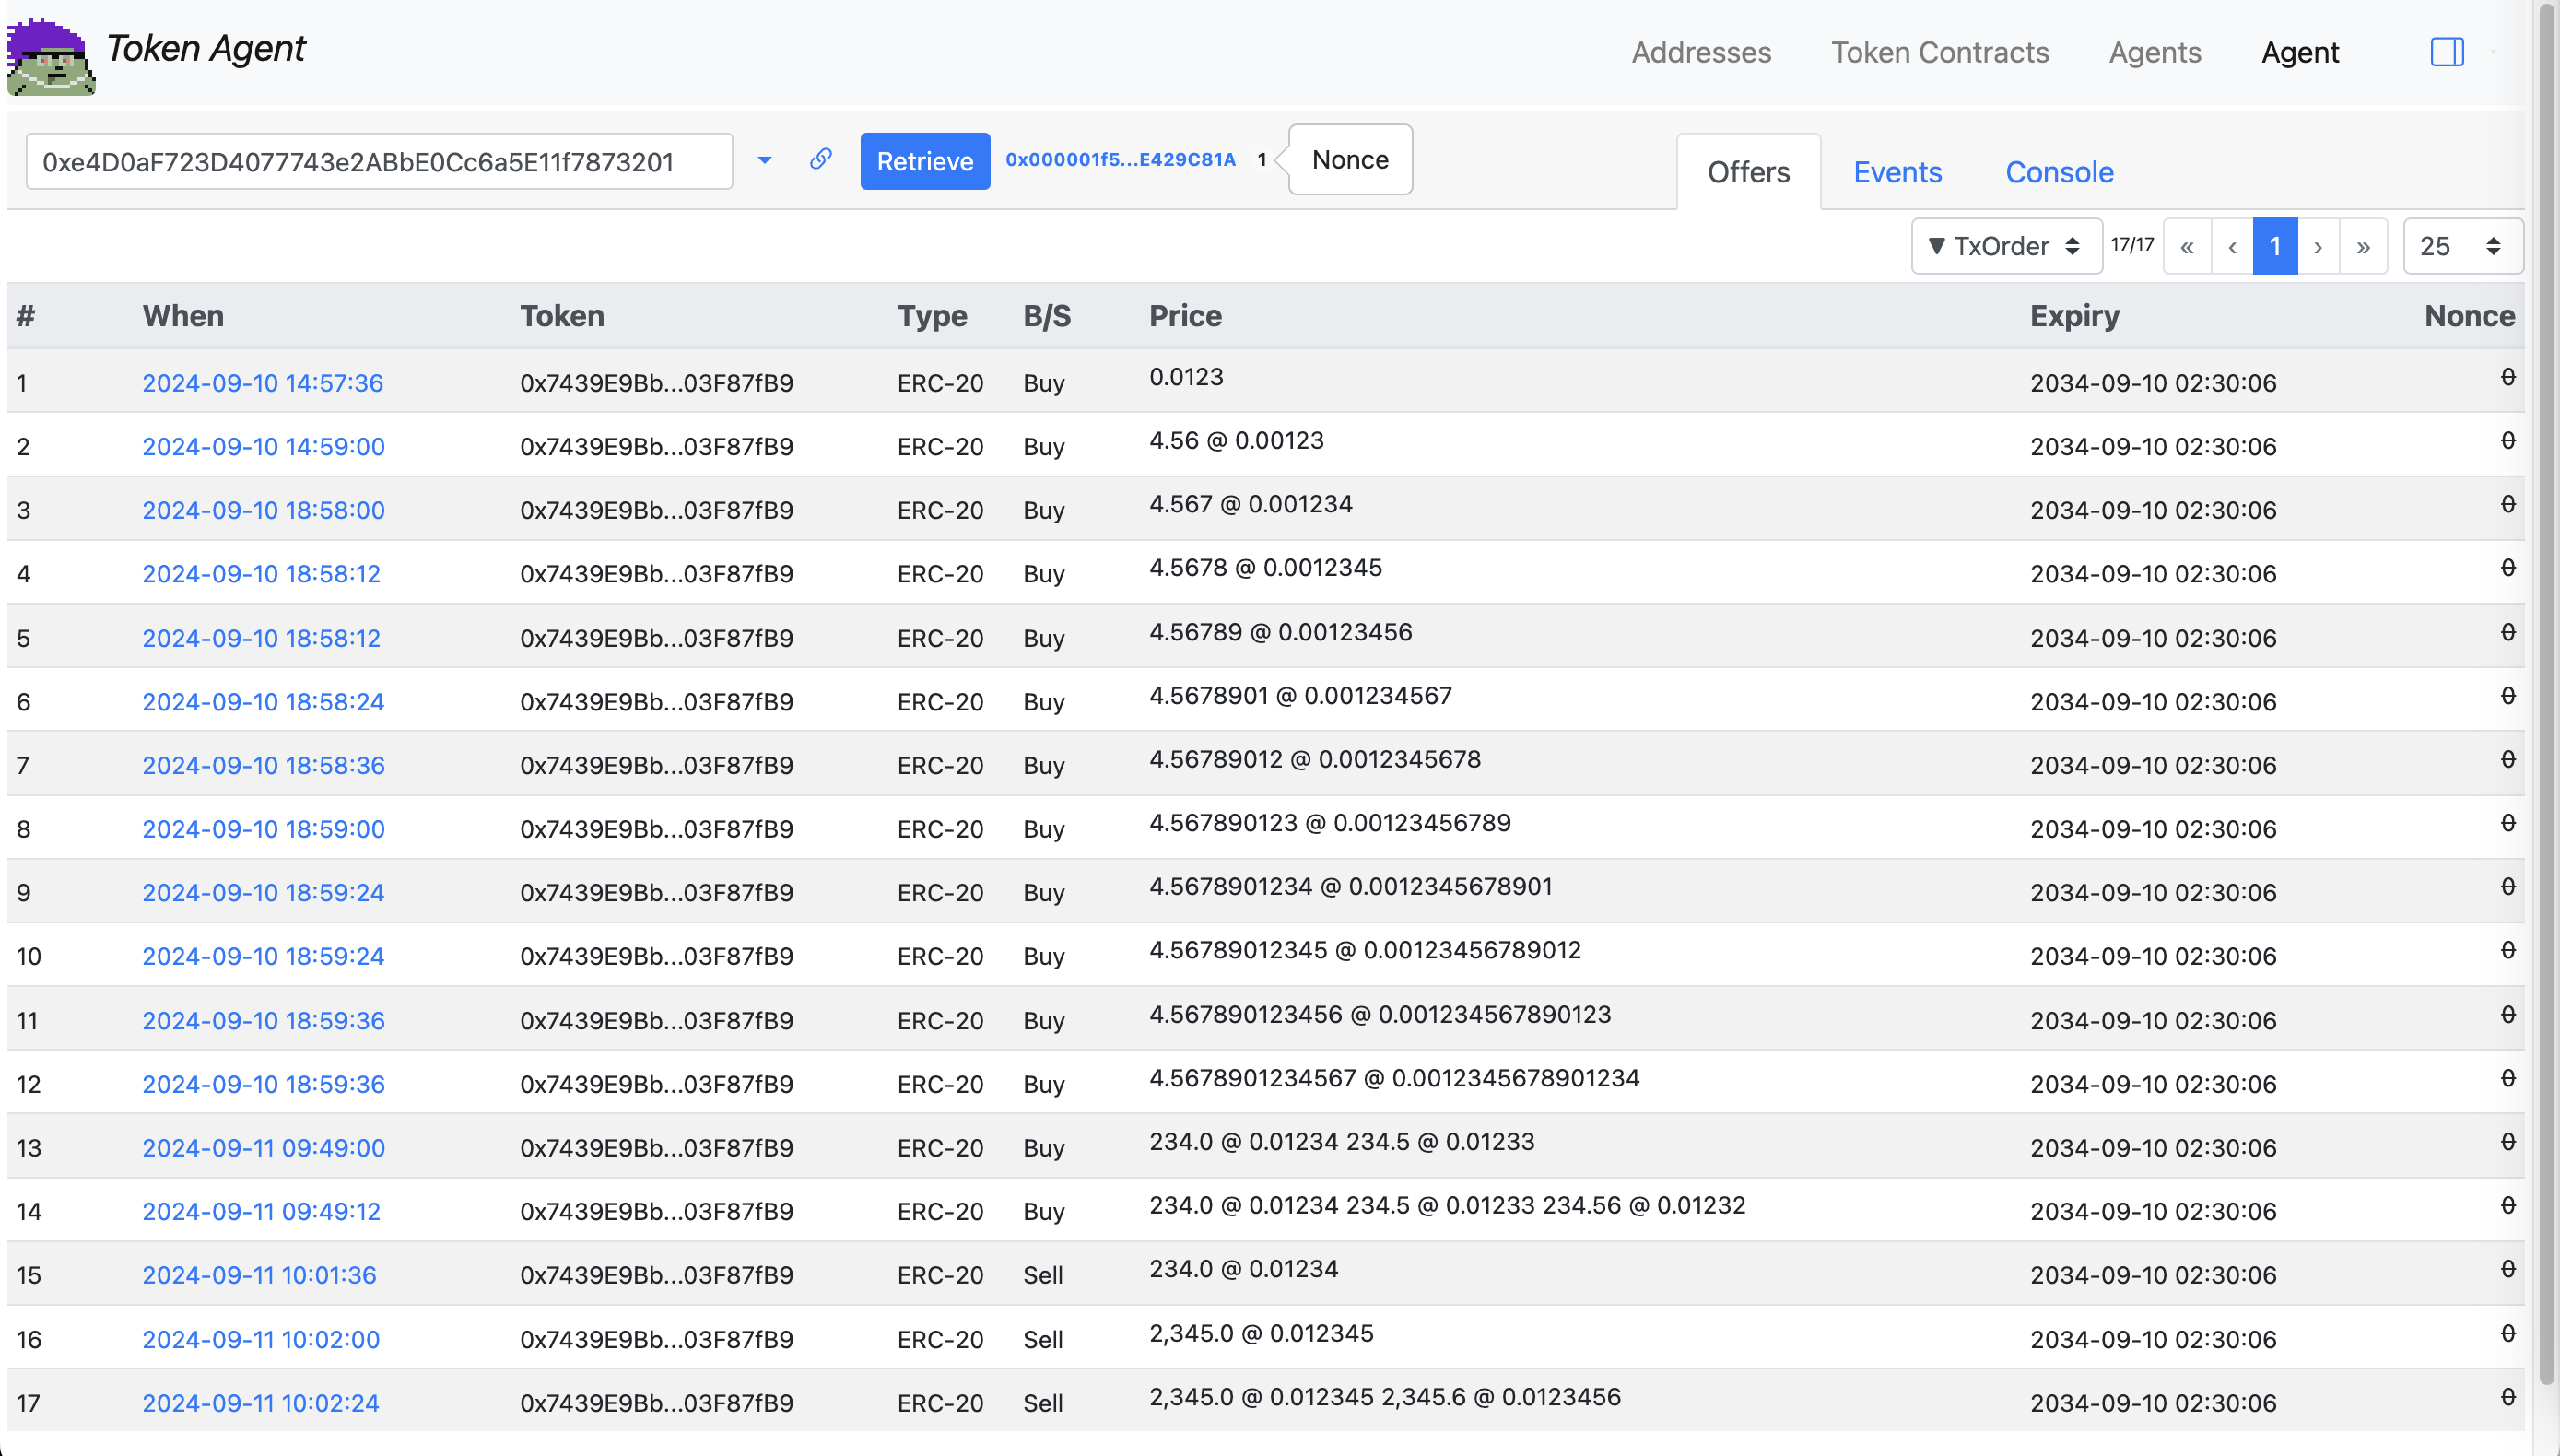 Token Agent Addresses Token Contracts Agents Agent
0xe4D0aF723D4077743e2ABbE0Cc6a5E11f7873201 Retrieve 0x000001f5...E429C81A 1 Nonce Offers Events Console
▼ TxOrder 17/17 « ‹ 1 › » 25
# When Token Type B/S Price Expiry Nonce
1 2024-09-10 14:57:36 0x7439E9Bb...03F87fB9 ERC-20 Buy 0.0123 2034-09-10 02:30:06 0
2 2024-09-10 14:59:00 0x7439E9Bb...03F87fB9 ERC-20 Buy 4.56 @ 0.00123 2034-09-10 02:30:06 0
3 2024-09-10 18:58:00 0x7439E9Bb...03F87fB9 ERC-20 Buy 4.567 @ 0.001234 2034-09-10 02:30:06 0
4 2024-09-10 18:58:12 0x7439E9Bb...03F87fB9 ERC-20 Buy 4.5678 @ 0.0012345 2034-09-10 02:30:06 0
5 2024-09-10 18:58:12 0x7439E9Bb...03F87fB9 ERC-20 Buy 4.56789 @ 0.00123456 2034-09-10 02:30:06 0
6 2024-09-10 18:58:24 0x7439E9Bb...03F87fB9 ERC-20 Buy 4.5678901 @ 0.001234567 2034-09-10 02:30:06 0
7 2024-09-10 18:58:36 0x7439E9Bb...03F87fB9 ERC-20 Buy 4.56789012 @ 0.0012345678 2034-09-10 02:30:06 0
8 2024-09-10 18:59:00 0x7439E9Bb...03F87fB9 ERC-20 Buy 4.567890123 @ 0.00123456789 2034-09-10 02:30:06 0
9 2024-09-10 18:59:24 0x7439E9Bb...03F87fB9 ERC-20 Buy 4.5678901234 @ 0.0012345678901 2034-09-10 02:30:06 0
10 2024-09-10 18:59:24 0x7439E9Bb...03F87fB9 ERC-20 Buy 4.56789012345 @ 0.00123456789012 2034-09-10 02:30:06 0
11 2024-09-10 18:59:36 0x7439E9Bb...03F87fB9 ERC-20 Buy 4.567890123456 @ 0.001234567890123 2034-09-10 02:30:06 0
12 2024-09-10 18:59:36 0x7439E9Bb...03F87fB9 ERC-20 Buy 4.5678901234567 @ 0.0012345678901234 2034-09-10 02:30:06 0
13 2024-09-11 09:49:00 0x7439E9Bb...03F87fB9 ERC-20 Buy 234.0 @ 0.01234 234.5 @ 0.01233 2034-09-10 02:30:06 0
14 2024-09-11 09:49:12 0x7439E9Bb...03F87fB9 ERC-20 Buy 234.0 @ 0.01234 234.5 @ 0.01233 234.56 @ 0.01232 2034-09-10 02:30:06 0
15 2024-09-11 10:01:36 0x7439E9Bb...03F87fB9 ERC-20 Sell 234.0 @ 0.01234 2034-09-10 02:30:06 0
16 2024-09-11 10:02:00 0x7439E9Bb...03F87fB9 ERC-20 Sell 2,345.0 @ 0.012345 2034-09-10 02:30:06 0
17 2024-09-11 10:02:24 0x7439E9Bb...03F87fB9 ERC-20 Sell 2,345.0 @ 0.012345 2,345.6 @ 0.0123456 2034-09-10 02:30:06 0